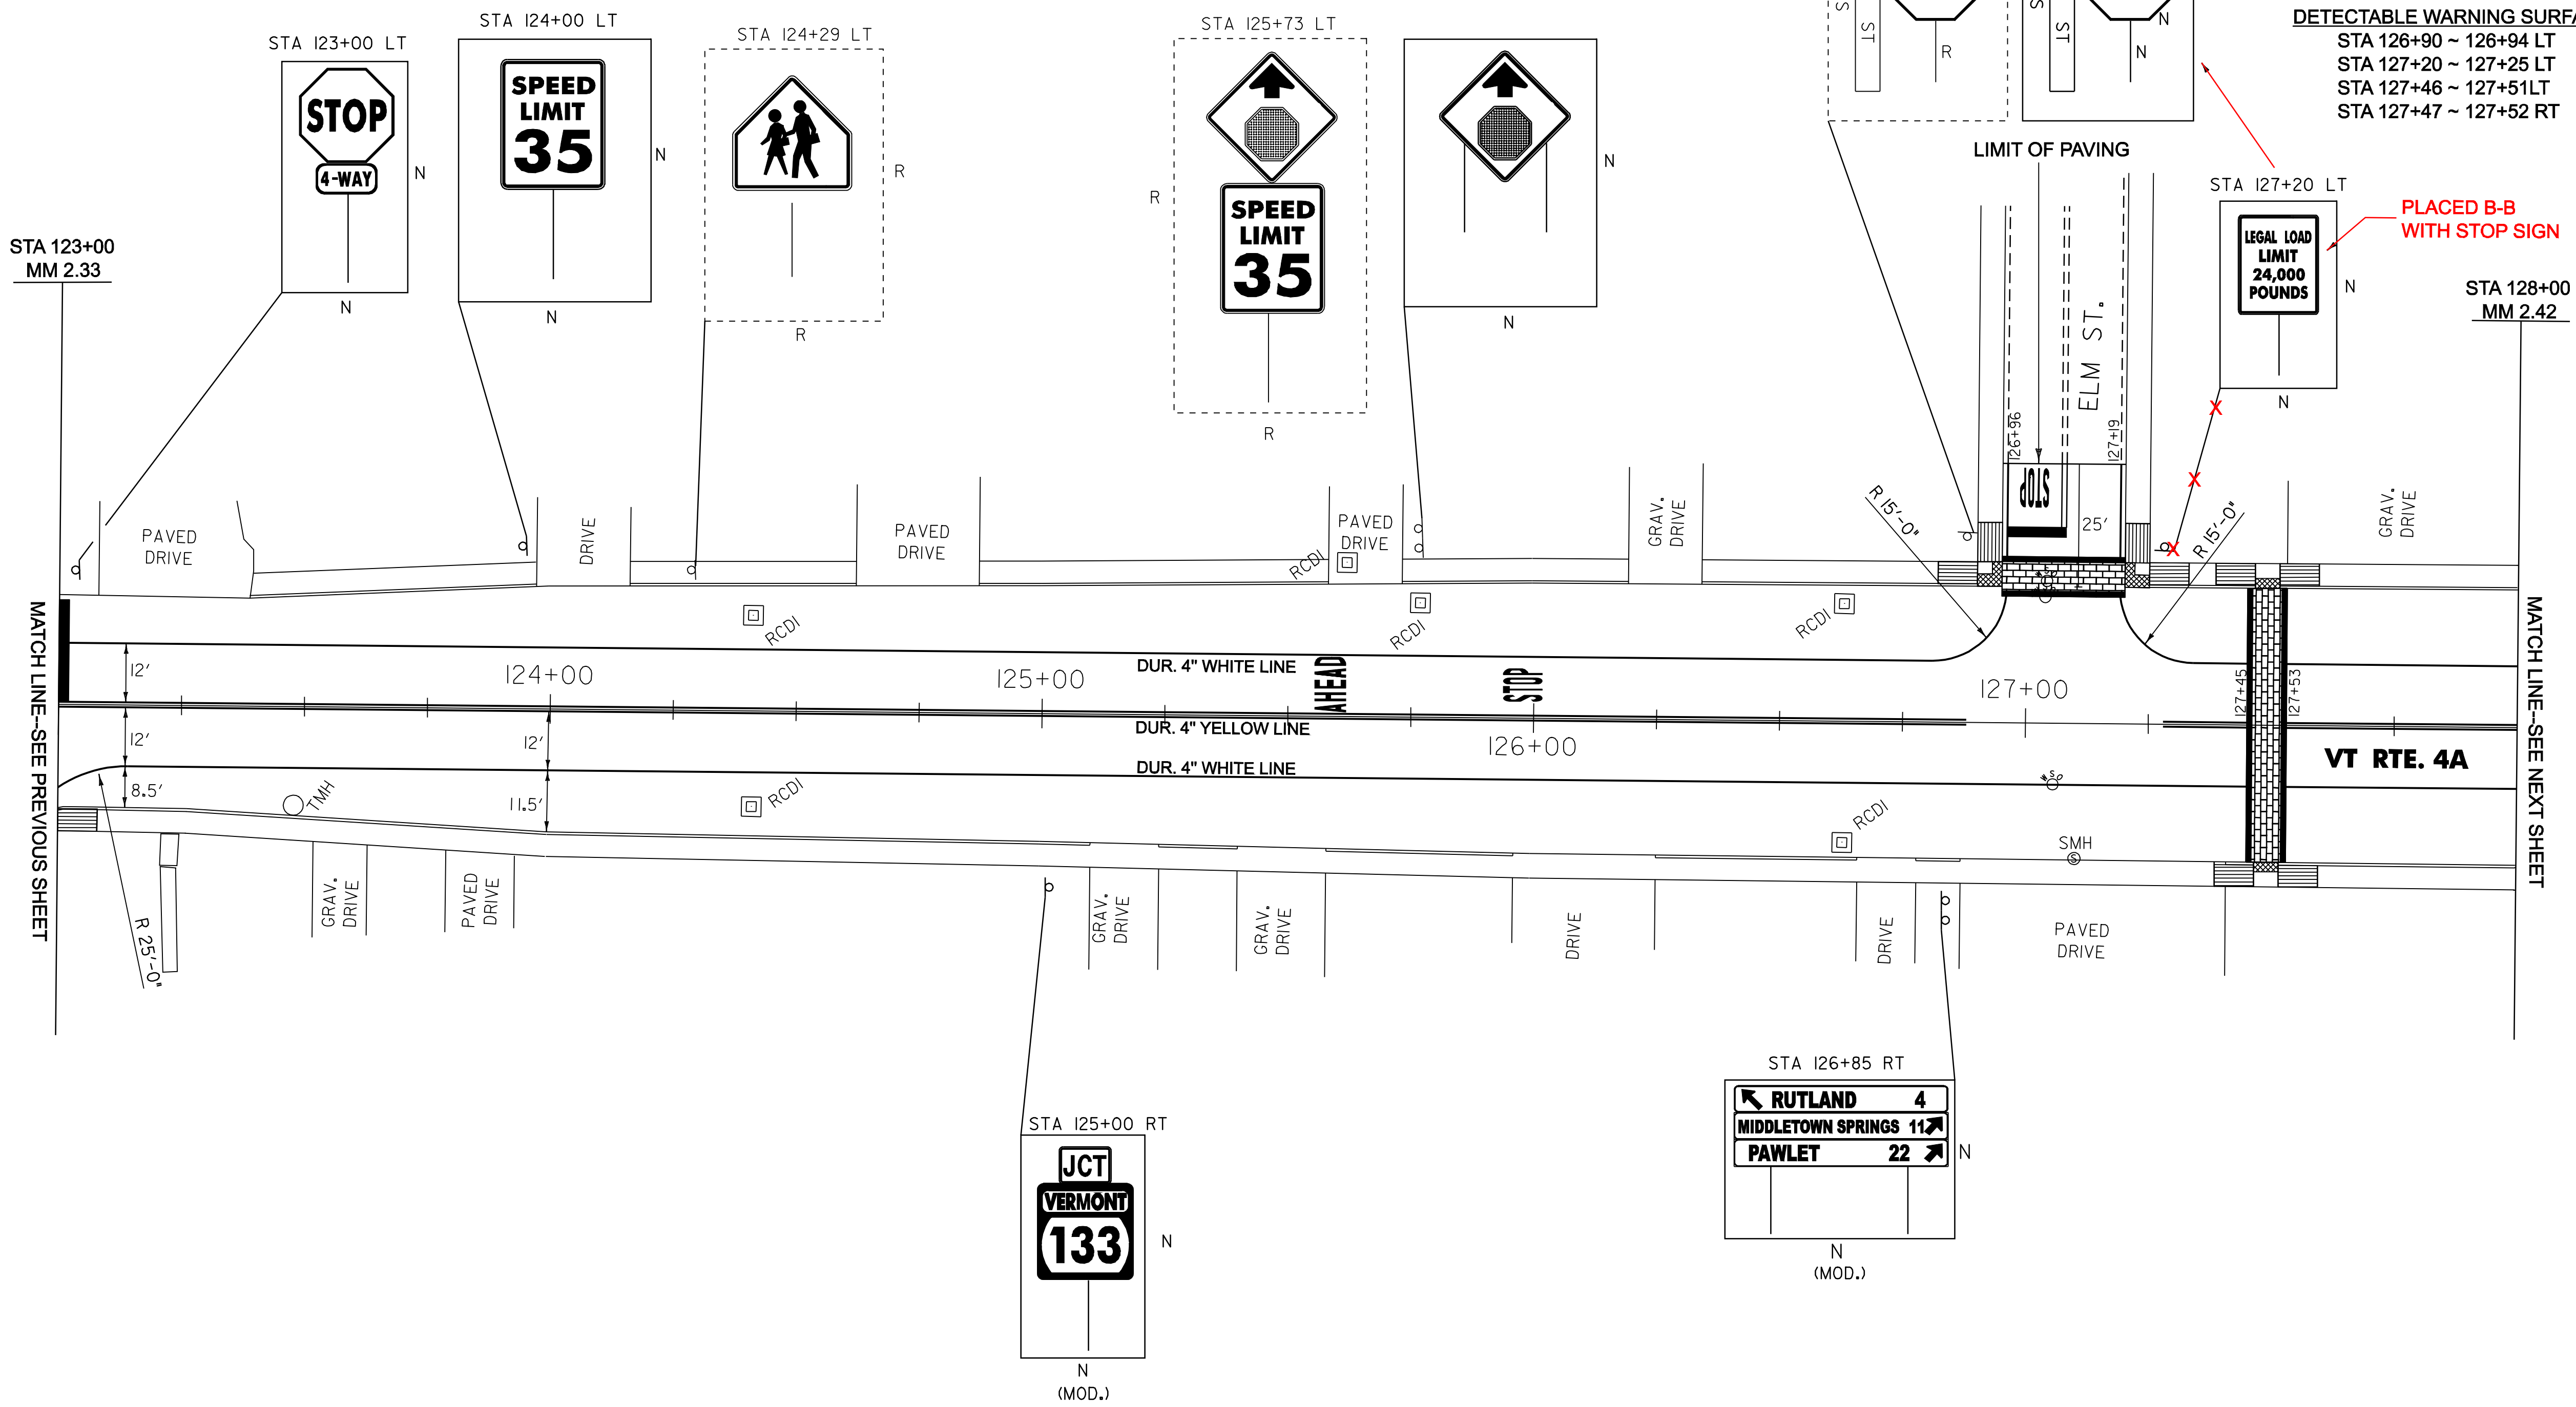 STA 123+00 LT
STOP
4-WAY
N
N
STA 124+00 LT
SPEED
LIMIT
35
N
N
STA 124+29 LT
R
R
STA 125+73 LT
SPEED
LIMIT
35
R
R
N
N
ST
R
ST
N
N
DETECTABLE WARNING SURFA
STA 126+90 ~ 126+94 LT
STA 127+20 ~ 127+25 LT
STA 127+46 ~ 127+51LT
STA 127+47 ~ 127+52 RT
LIMIT OF PAVING
STA 127+20 LT
LEGAL LOAD
LIMIT
24,000
POUNDS
N
N
PLACED B-B
WITH STOP SIGN
STA 123+00
MM 2.33
STA 128+00
MM 2.42
ELM ST.
126+96
127+19
STOP
25'
R 15'-0"
R 15'-0"
PAVED
DRIVE
DRIVE
PAVED
DRIVE
RCDI
PAVED
DRIVE
GRAV.
DRIVE
GRAV.
DRIVE
MATCH LINE--SEE PREVIOUS SHEET
MATCH LINE--SEE NEXT SHEET
RCDI
RCDI
RCDI
12'
124+00
125+00
DUR. 4" WHITE LINE
AHEAD
STOP
127+00
127+45
127+53
12'
12'
DUR. 4" YELLOW LINE
126+00
VT RTE. 4A
DUR. 4" WHITE LINE
8.5'
TMH
11.5'
RCDI
RCDI
SMH
S
R 25'-0"
GRAV.
DRIVE
PAVED
DRIVE
GRAV.
DRIVE
GRAV.
DRIVE
DRIVE
DRIVE
PAVED
DRIVE
STA 125+00 RT
JCT
VERMONT
133
N
N
(MOD.)
STA 126+85 RT
RUTLAND 4
MIDDLETOWN SPRINGS 11
PAWLET 22
N
N
(MOD.)